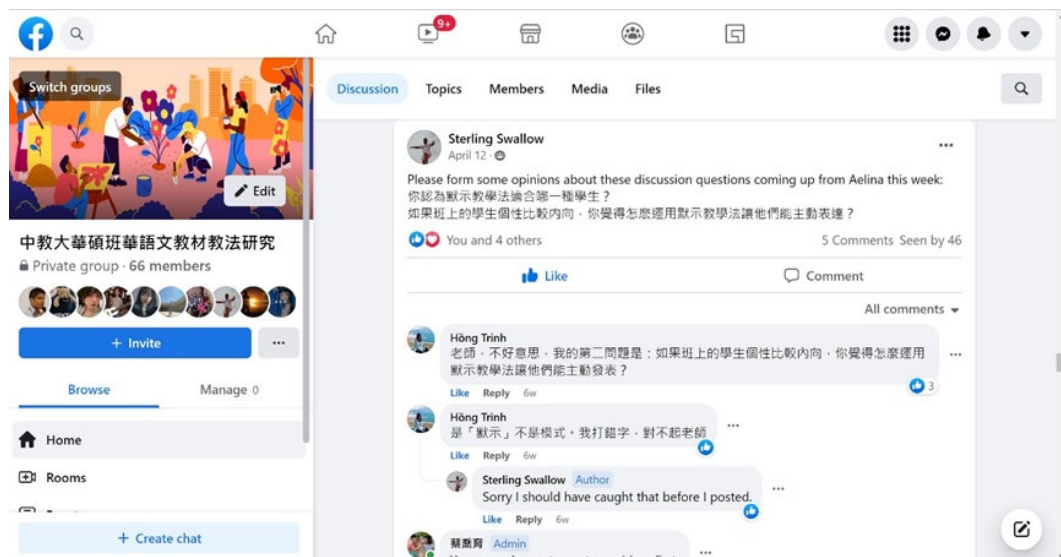 9+
Switch groups
Edit
中教大華碩班華語文教材教法研究
Private group · 66 members
+ Invite
Browse
Manage 0
Home
Rooms
+ Create chat
Discussion
Topics
Members
Media
Files
Sterling Swallow
April 12 ·
Please form some opinions about these discussion questions coming up from Aelina this week:
你認為默示教學法適合哪一種學生？
如果班上的學生個性比較內向，你覺得怎麼運用默示教學法讓他們能主動表達？
You and 4 others
5 Comments Seen by 46
Like
Comment
All comments
Hồng Trinh
老師，不好意思，我的第二問題是：如果班上的學生個性比較內向，你覺得怎麼運用
默示教學法讓他們能主動發表？
3
Like Reply 6w
Hồng Trinh
是「默示」不是模式。我打錯字，對不起老師
Like Reply 6w
Sterling Swallow Author
Sorry I should have caught that before I posted.
Like Reply 6w
蔡喬育 Admin